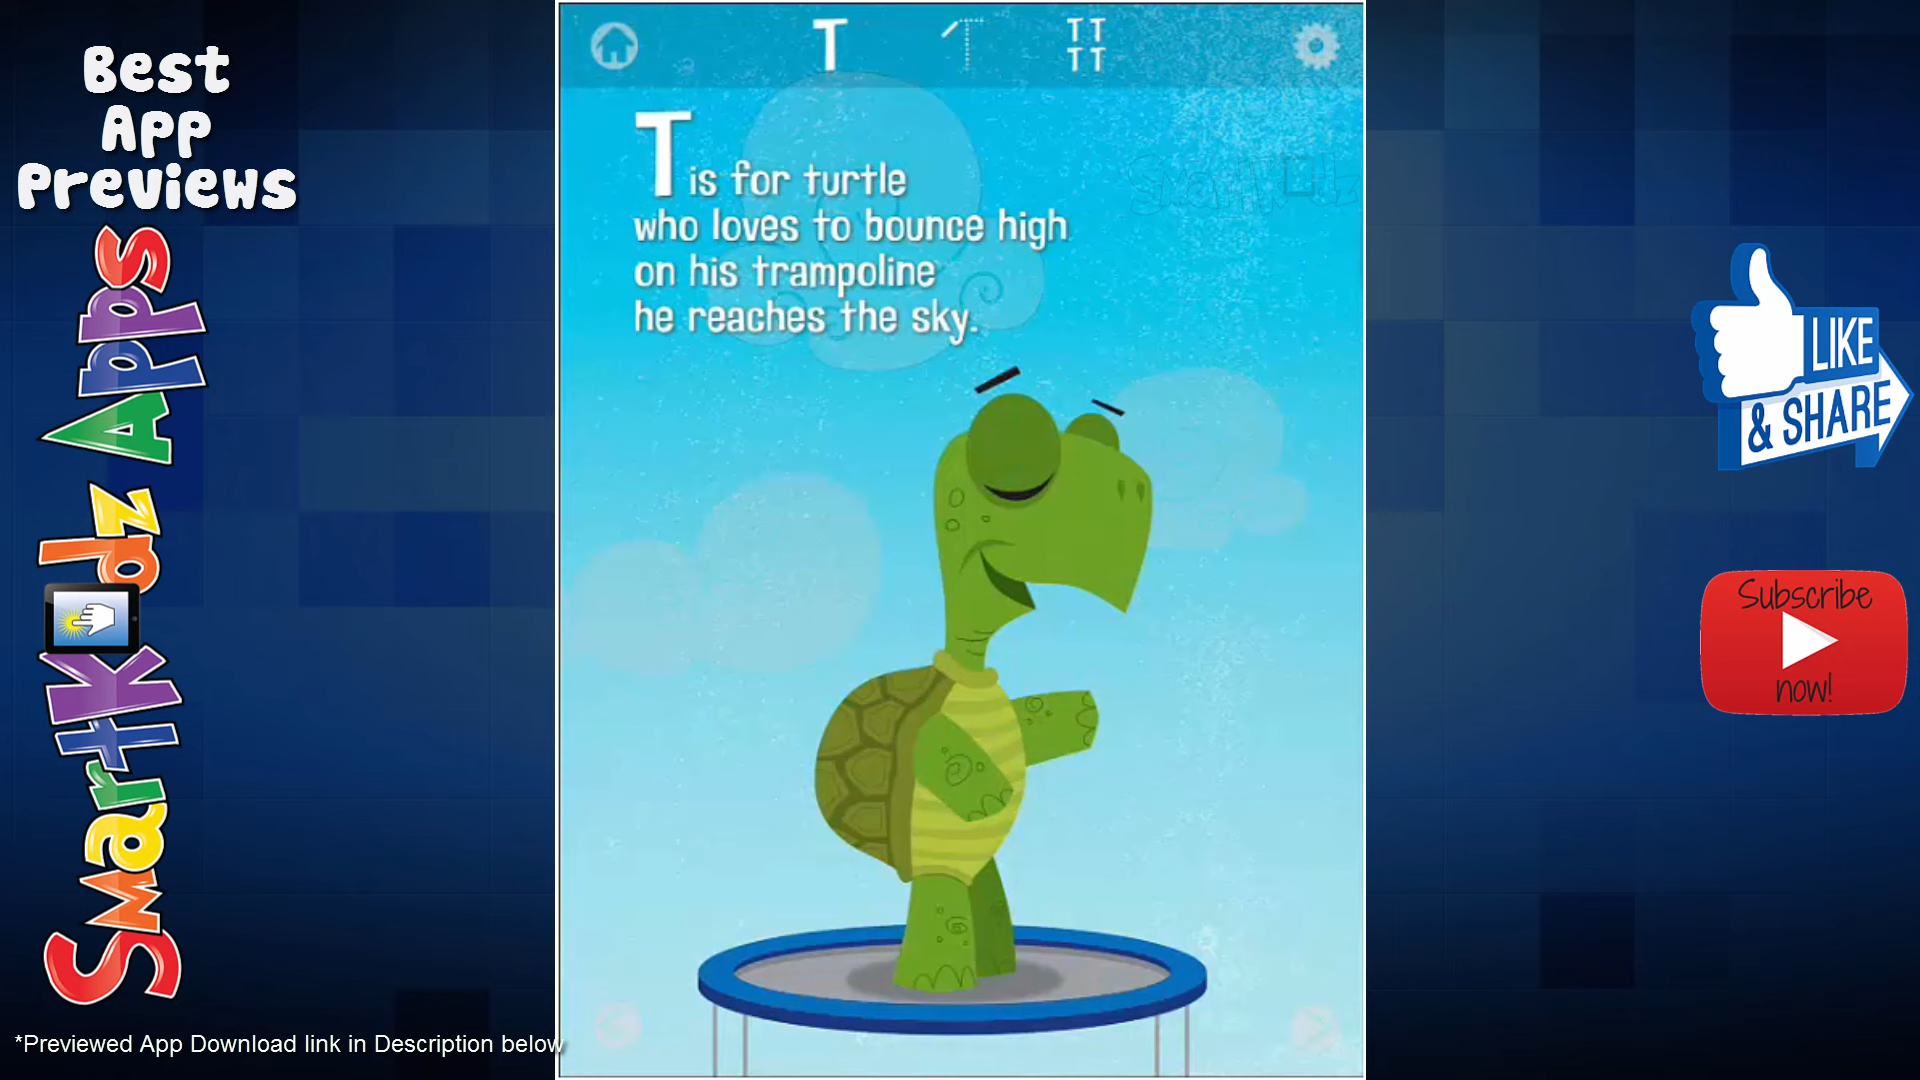 Best
App
Previews
SmartKidz Apps
*Previewed App Download link in Description below
T
T
T T
T T
T is for turtle
who loves to bounce high
on his trampoline
he reaches the sky.
SmartKidz
LIKE
& SHARE
Subscribe
now!